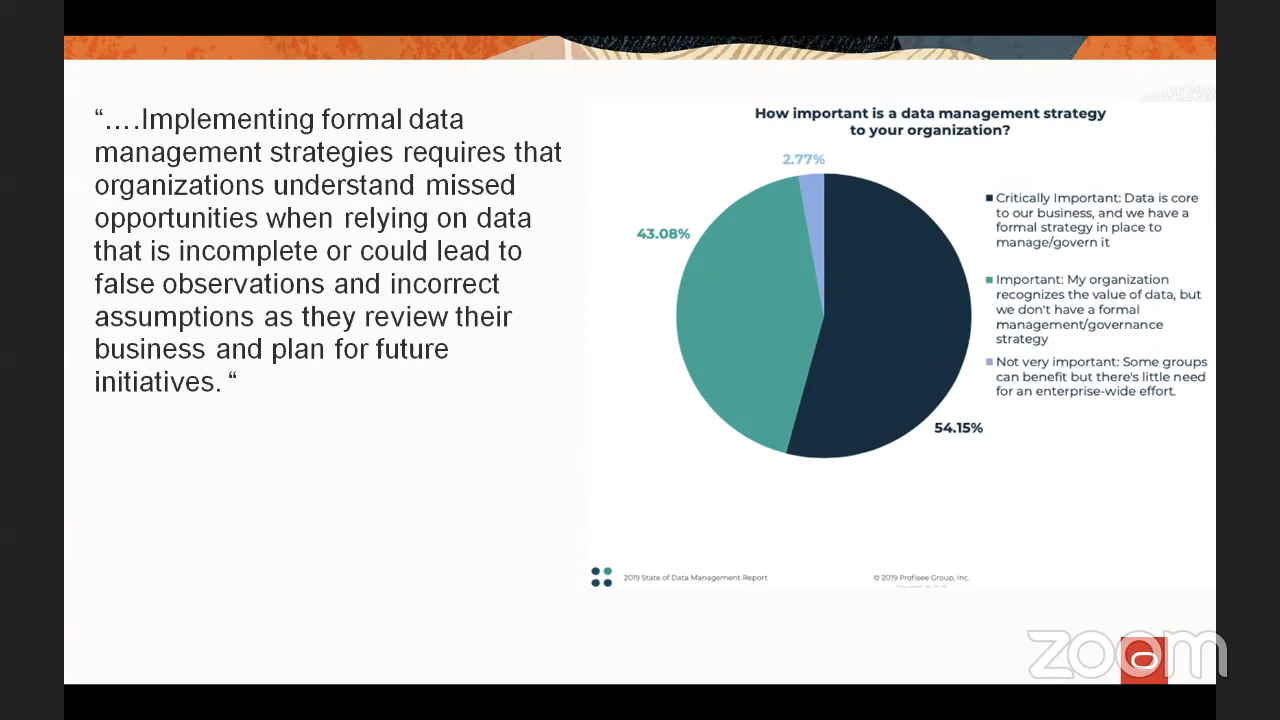 “….Implementing formal data
management strategies requires that
organizations understand missed
opportunities when relying on data
that is incomplete or could lead to
false observations and incorrect
assumptions as they review their
business and plan for future
initiatives. “
How important is a data management strategy
to your organization?
2.77%
43.08%
54.15%
Critically Important: Data is core
to our business, and we have a
formal strategy in place to
manage/govern it
Important: My organization
recognizes the value of data, but
we don't have a formal
management/governance
strategy
Not very important: Some groups
can benefit but there's little need
for an enterprise-wide effort.
2019 State of Data Management Report
© 2019 Profisee Group, Inc.
zoom